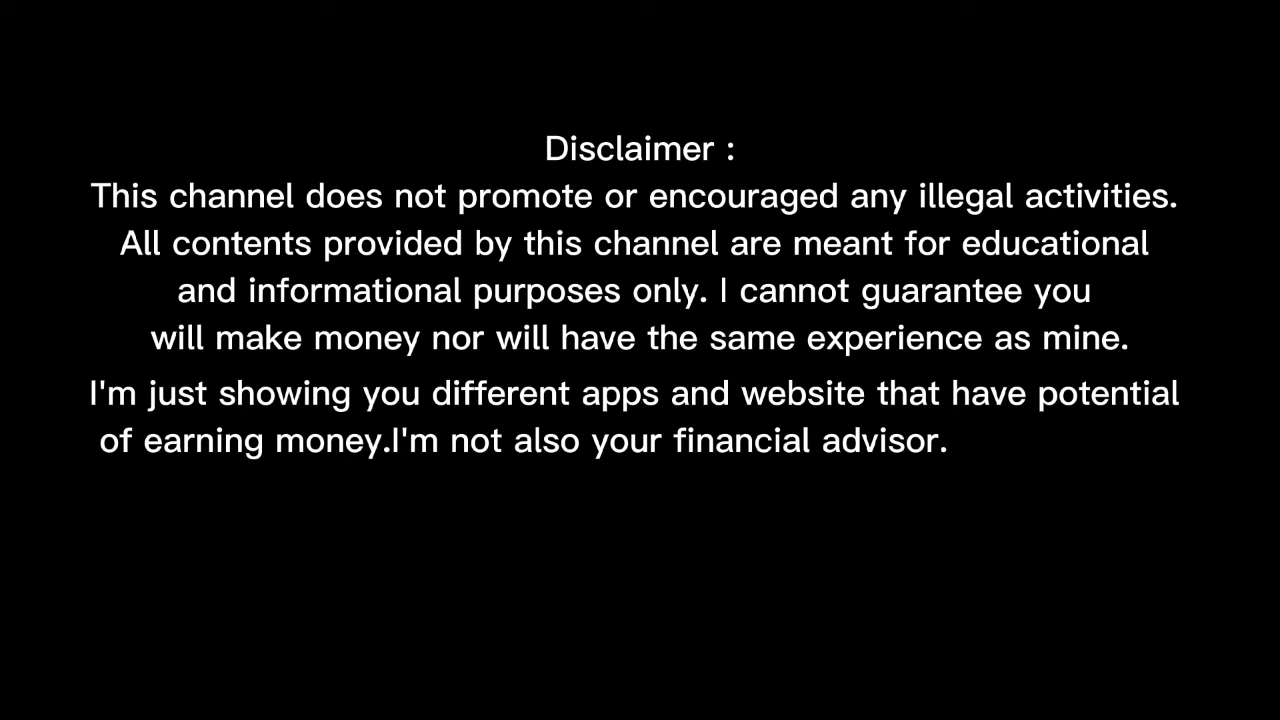 Disclaimer :
This channel does not promote or encouraged any illegal activities.
All contents provided by this channel are meant for educational
and informational purposes only. I cannot guarantee you
will make money nor will have the same experience as mine.
I'm just showing you different apps and website that have potential
of earning money.I'm not also your financial advisor.